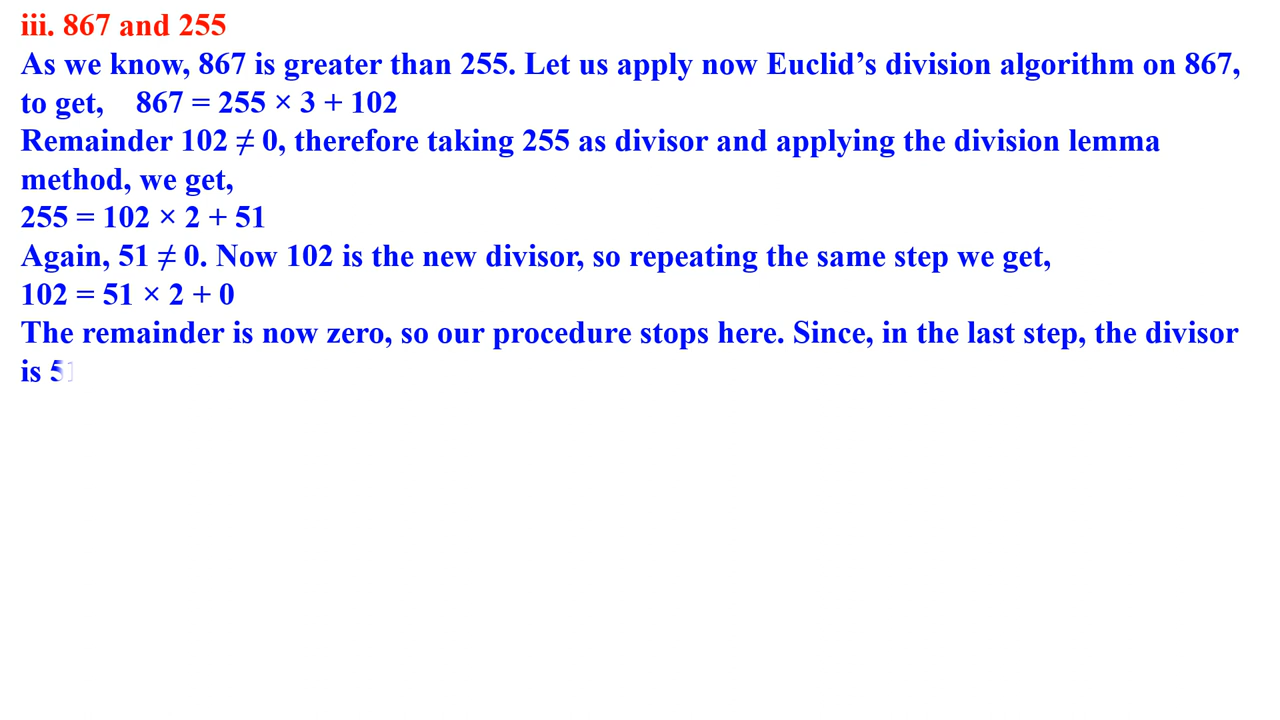 iii. 867 and 255
As we know, 867 is greater than 255. Let us apply now Euclid’s division algorithm on 867,
to get, 867 = 255 × 3 + 102
Remainder 102 ≠ 0, therefore taking 255 as divisor and applying the division lemma
method, we get,
255 = 102 × 2 + 51
Again, 51 ≠ 0. Now 102 is the new divisor, so repeating the same step we get,
102 = 51 × 2 + 0
The remainder is now zero, so our procedure stops here. Since, in the last step, the divisor
is 51